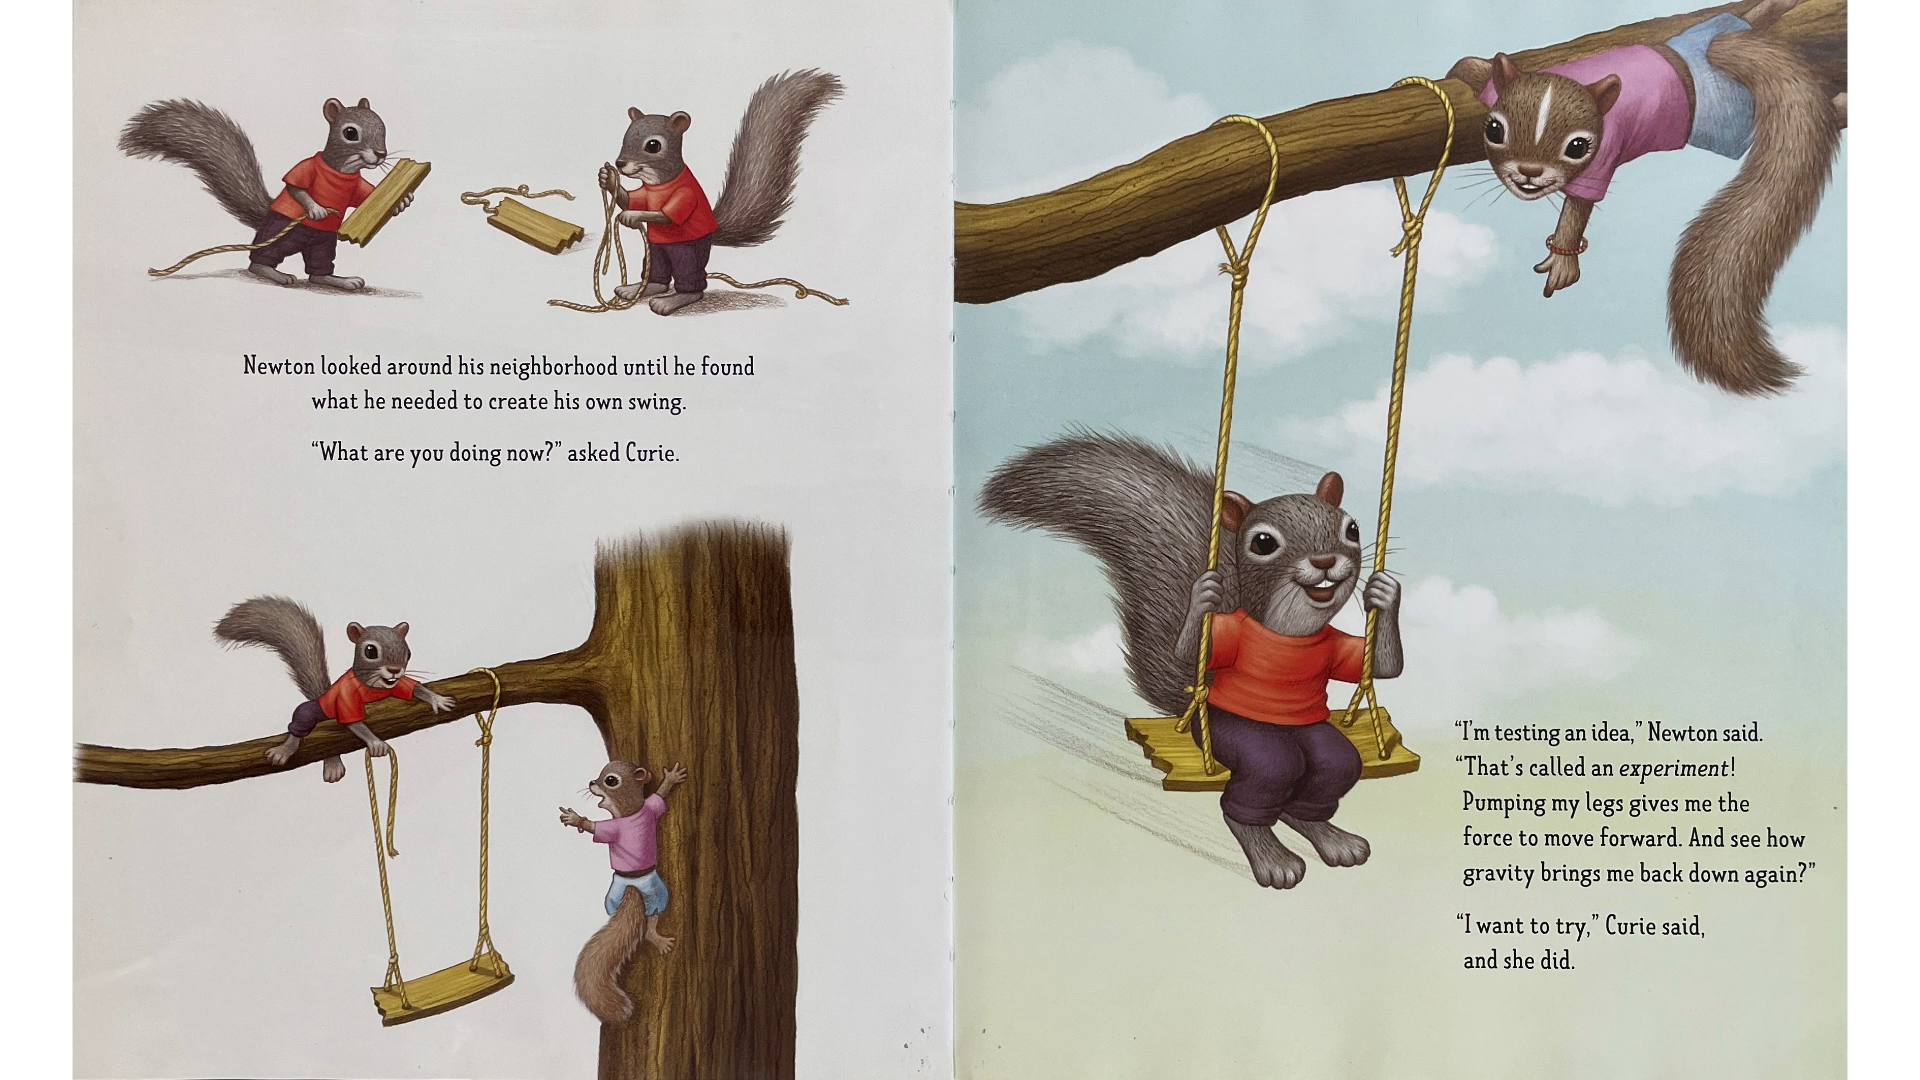 Newton looked around his neighborhood until he found
what he needed to create his own swing.
“What are you doing now?” asked Curie.
“I’m testing an idea,” Newton said.
“That’s called an experiment!
Pumping my legs gives me the
force to move forward. And see how
gravity brings me back down again?”
“I want to try,” Curie said,
and she did.